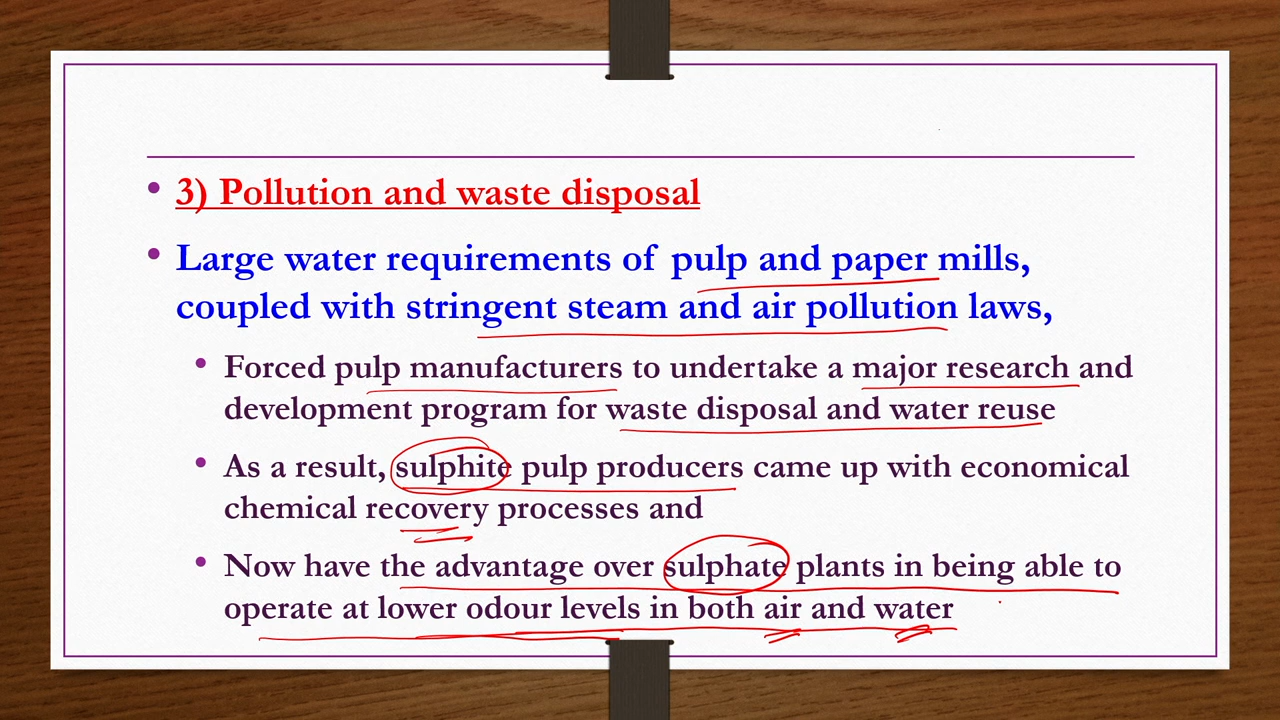 • 3) Pollution and waste disposal
• Large water requirements of pulp and paper mills,
coupled with stringent steam and air pollution laws,
• Forced pulp manufacturers to undertake a major research and
development program for waste disposal and water reuse
• As a result, sulphite pulp producers came up with economical
chemical recovery processes and
• Now have the advantage over sulphate plants in being able to
operate at lower odour levels in both air and water